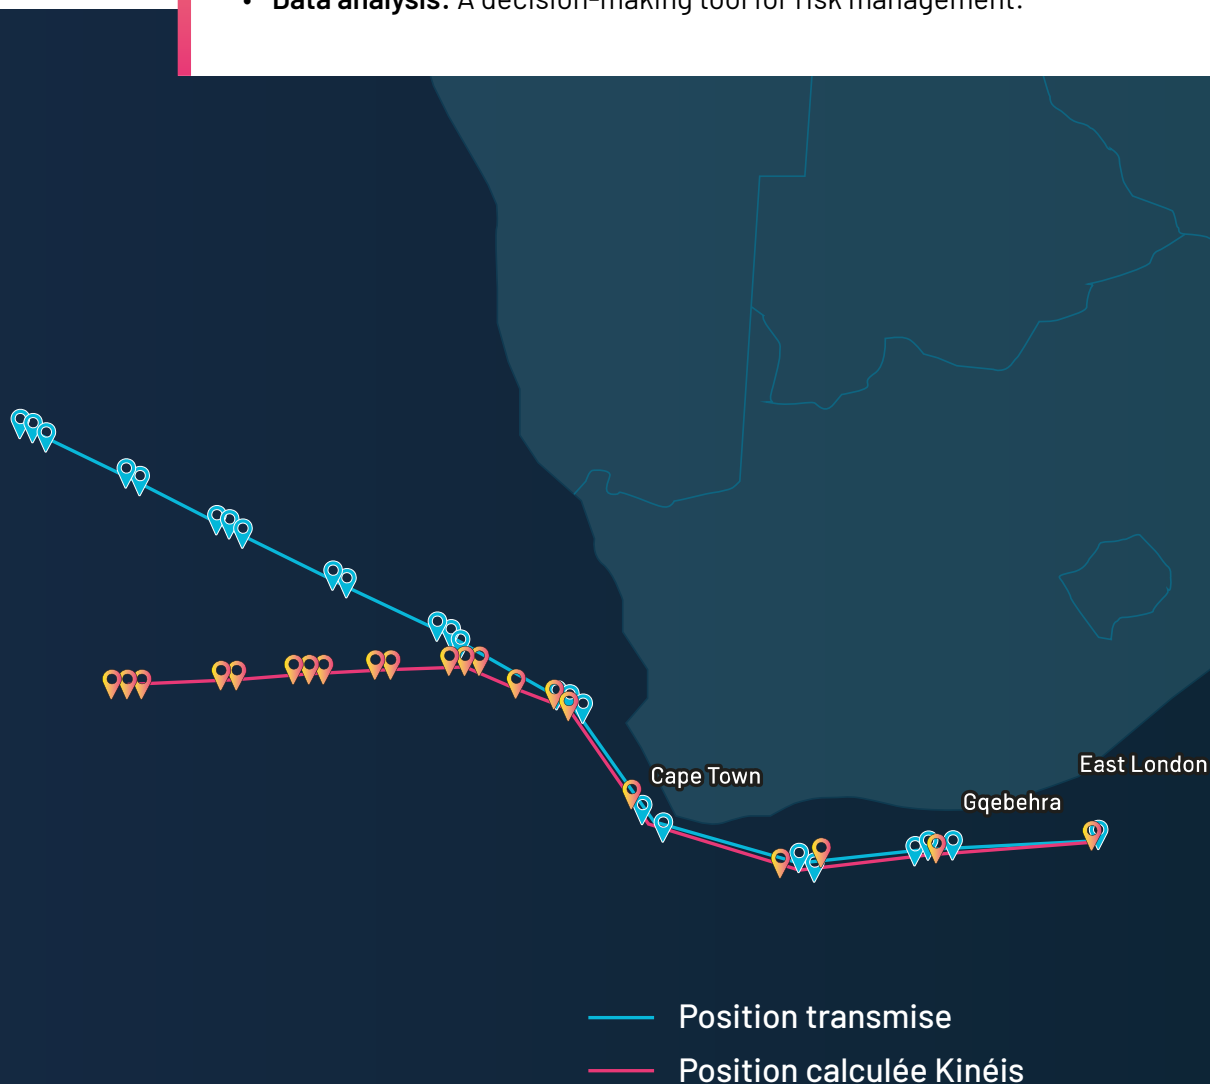 • Data analysis: A decision-making tool for risk management.
Cape Town
East London
Gqebehra
Position transmise
Position calculée Kinéis